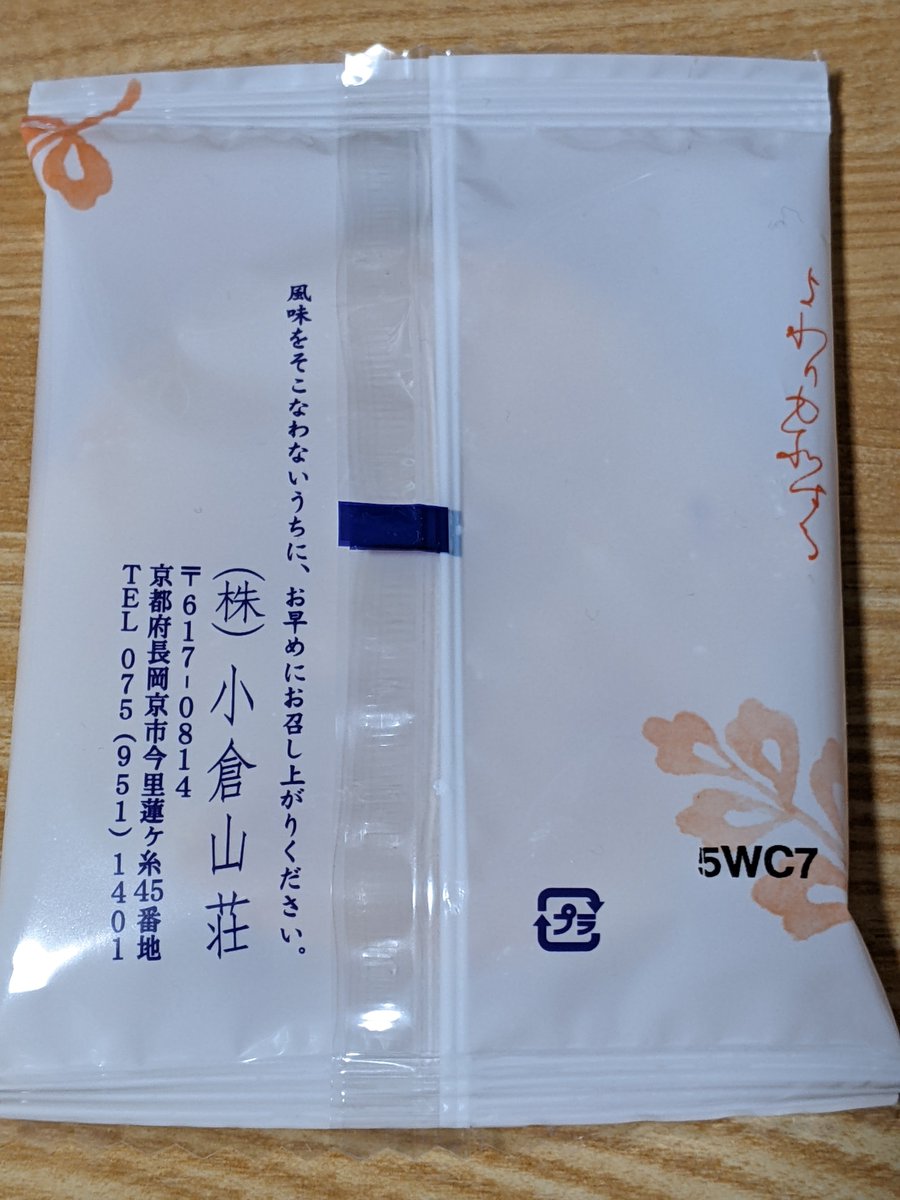 風味をそこなわないうちに、お早めにお召し上がりください。
(株)小倉山荘
〒617-0814
京都府長岡京市今里蓮ケ糸45番地
TEL 075(951)1401
プラ
5WC7